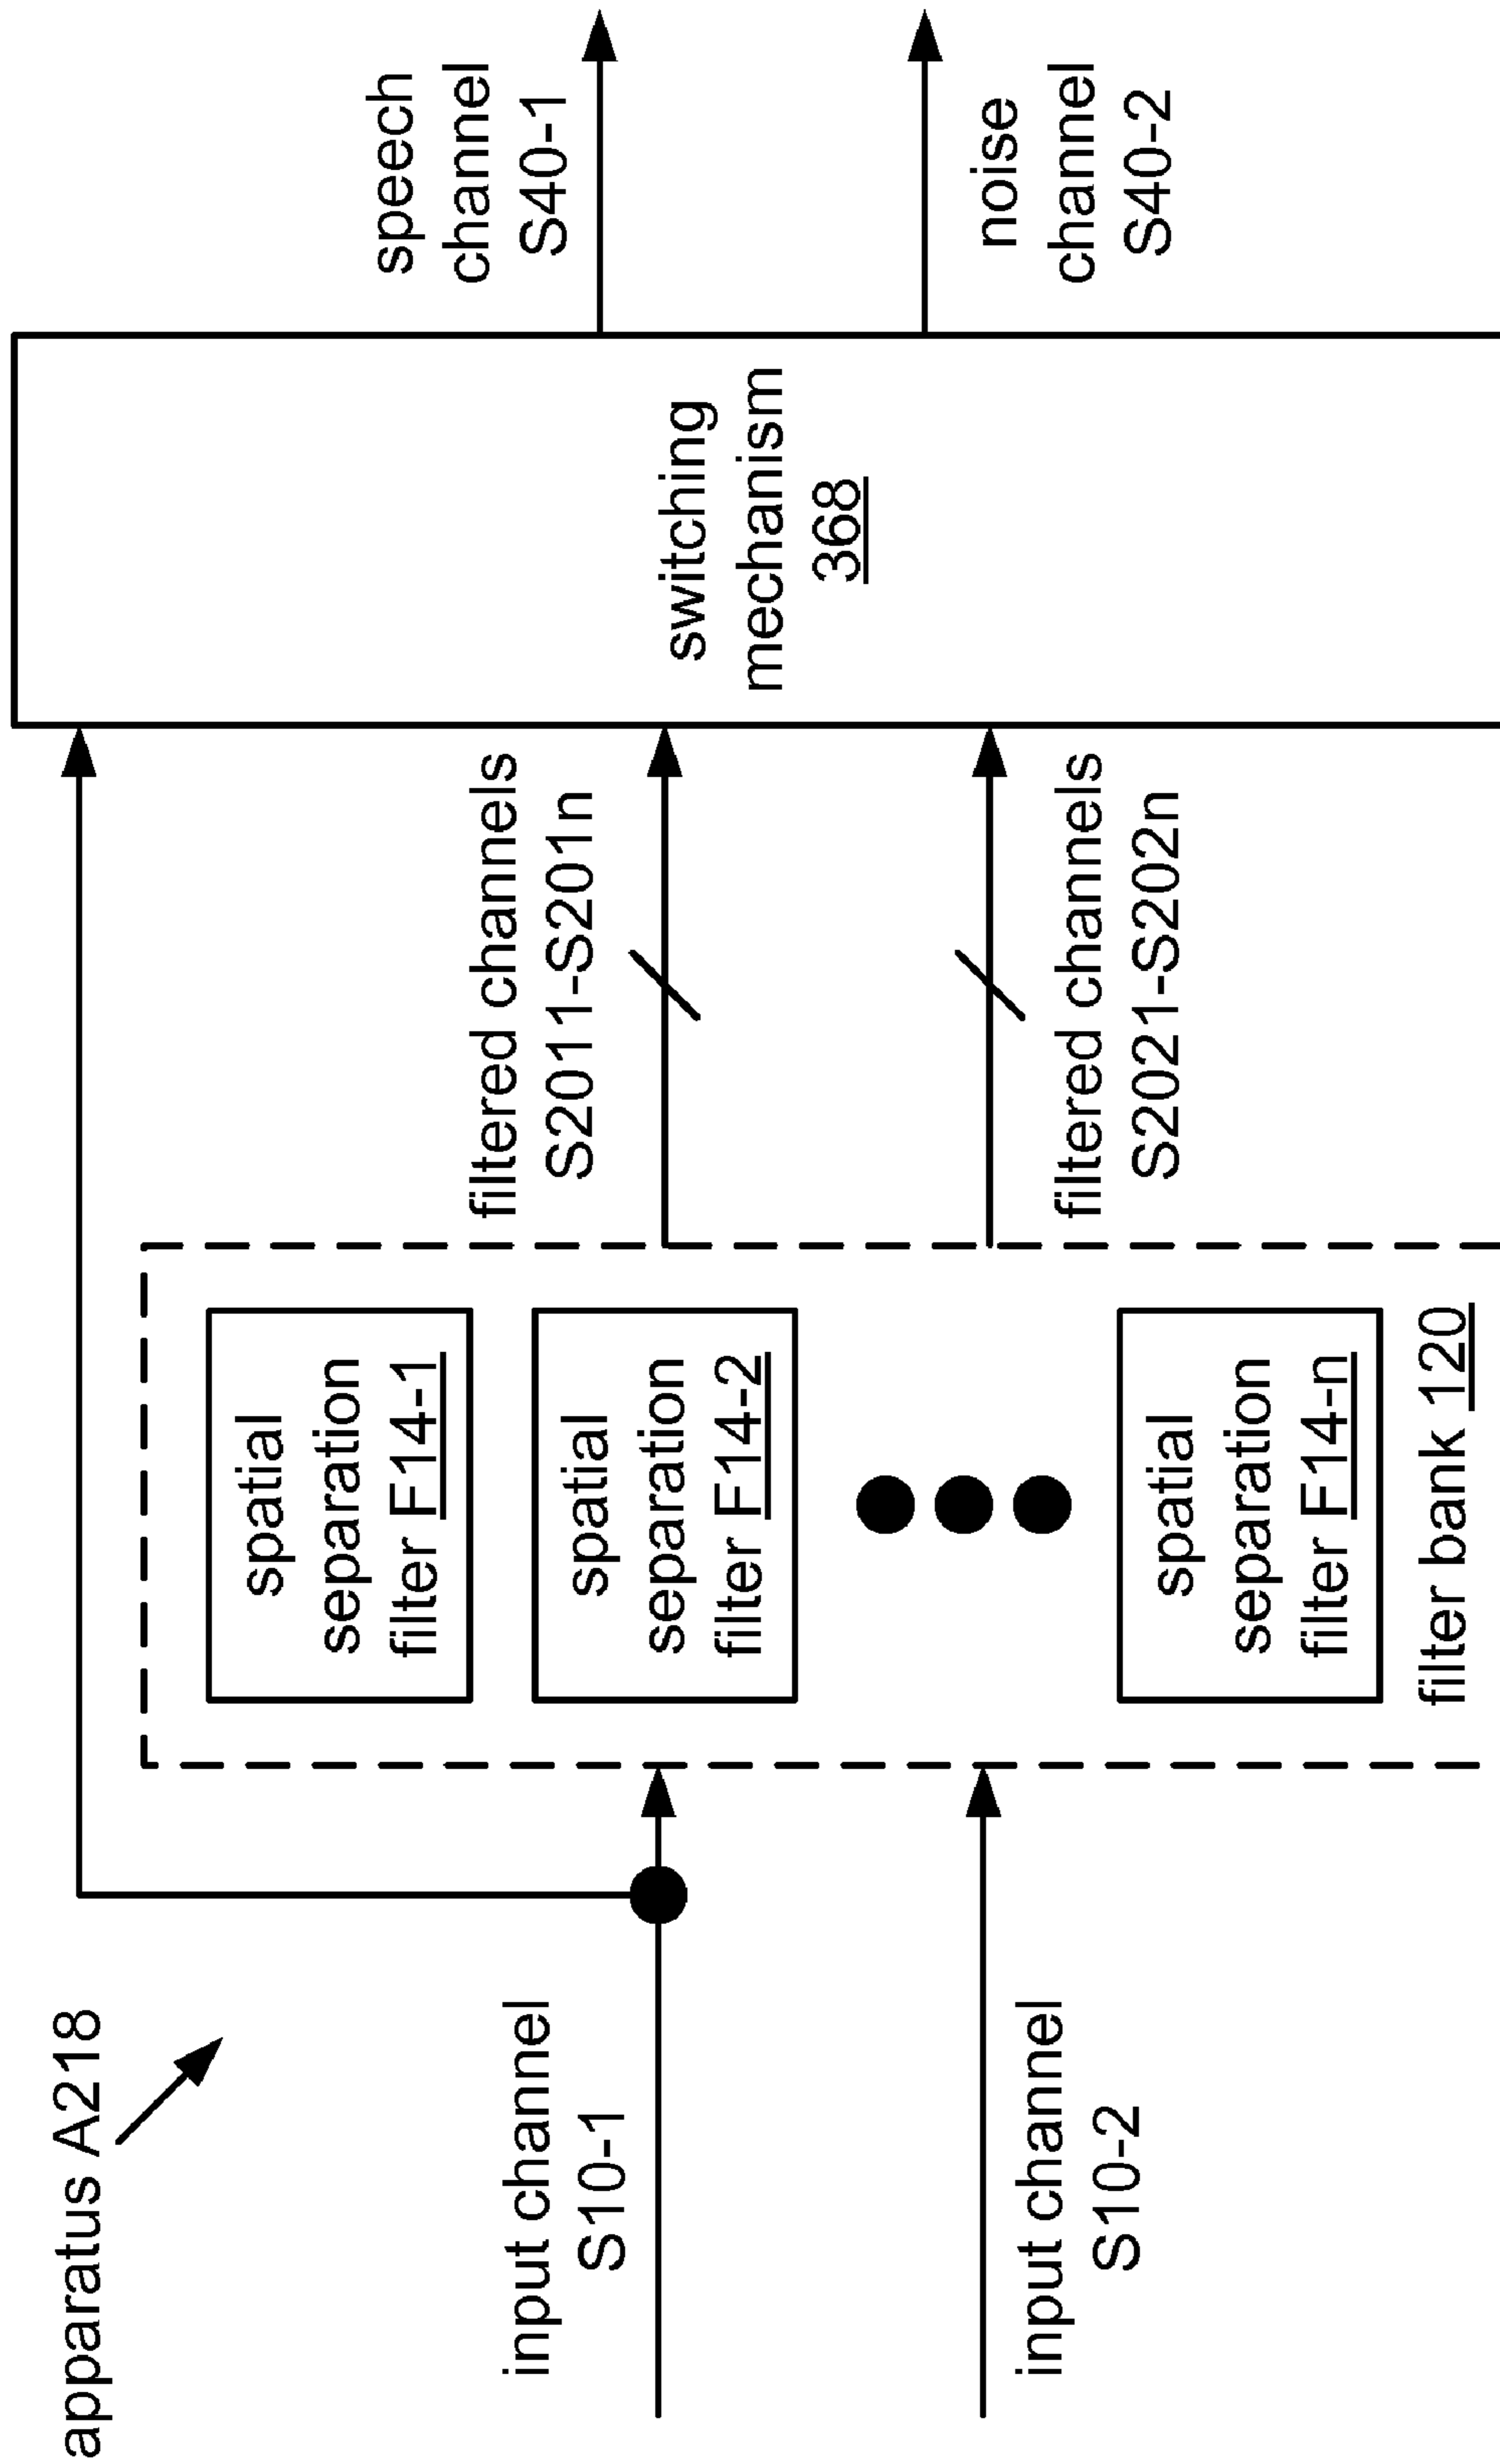 apparatus A218
input channel
S10-1
input channel
S10-2
spatial
separation
filter F14-1
spatial
separation
filter F14-2
spatial
separation
filter F14-n
filter bank 120
filtered channels
S2011-S201n
filtered channels
S2021-S202n
switching
mechanism
368
speech
channel
S40-1
noise
channel
S40-2